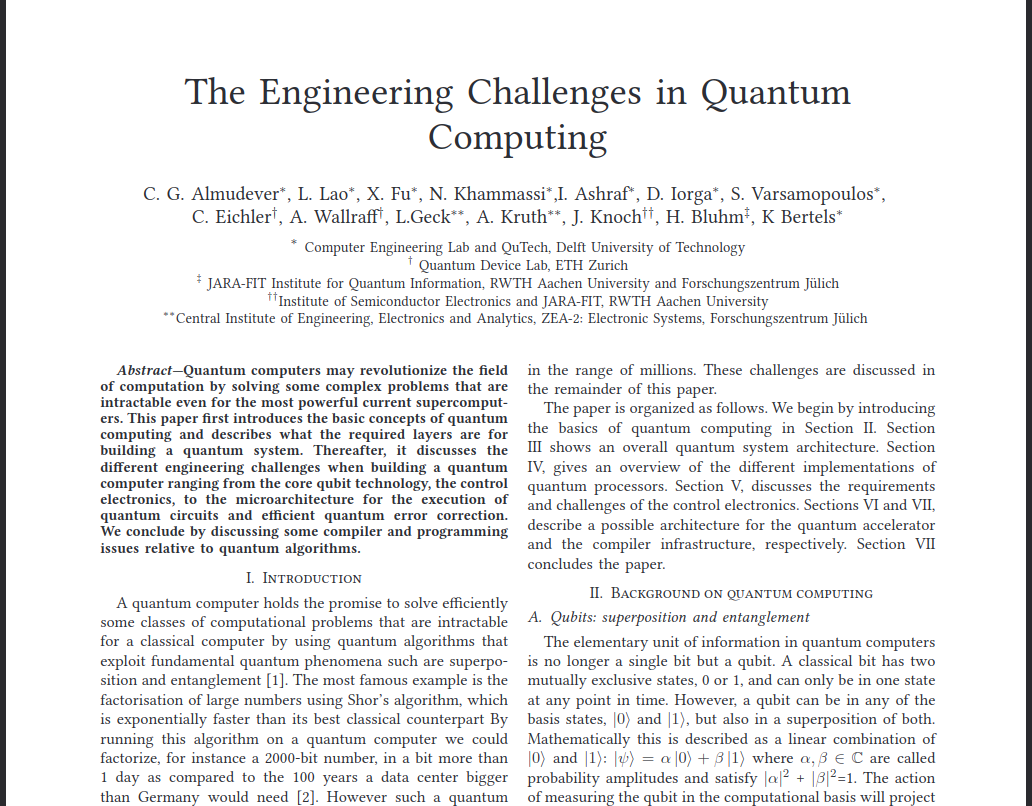 The Engineering Challenges in Quantum
Computing
C. G. Almudever*, L. Lao*, X. Fu*, N. Khammassi*,I. Ashraf*, D. Iorga*, S. Varsamopoulos*,
C. Eichler†, A. Wallraff†, L.Geck**, A. Kruth**, J. Knoch††, H. Bluhm‡, K Bertels*
* Computer Engineering Lab and QuTech, Delft University of Technology
† Quantum Device Lab, ETH Zurich
‡ JARA-FIT Institute for Quantum Information, RWTH Aachen University and Forschungszentrum Jülich
††Institute of Semiconductor Electronics and JARA-FIT, RWTH Aachen University
**Central Institute of Engineering, Electronics and Analytics, ZEA-2: Electronic Systems, Forschungszentrum Jülich
Abstract—Quantum computers may revolutionize the field
of computation by solving some complex problems that are
intractable even for the most powerful current supercomput-
ers. This paper first introduces the basic concepts of quantum
computing and describes what the required layers are for
building a quantum system. Thereafter, it discusses the
different engineering challenges when building a quantum
computer ranging from the core qubit technology, the control
electronics, to the microarchitecture for the execution of
quantum circuits and efficient quantum error correction.
We conclude by discussing some compiler and programming
issues relative to quantum algorithms.
I. Introduction
A quantum computer holds the promise to solve efficiently
some classes of computational problems that are intractable
for a classical computer by using quantum algorithms that
exploit fundamental quantum phenomena such are superpo-
sition and entanglement [1]. The most famous example is the
factorisation of large numbers using Shor's algorithm, which
is exponentially faster than its best classical counterpart By
running this algorithm on a quantum computer we could
factorize, for instance a 2000-bit number, in a bit more than
1 day as compared to the 100 years a data center bigger
than Germany would need [2]. However such a quantum
in the range of millions. These challenges are discussed in
the remainder of this paper.
The paper is organized as follows. We begin by introducing
the basics of quantum computing in Section II. Section
III shows an overall quantum system architecture. Section
IV, gives an overview of the different implementations of
quantum processors. Section V, discusses the requirements
and challenges of the control electronics. Sections VI and VII,
describe a possible architecture for the quantum accelerator
and the compiler infrastructure, respectively. Section VII
concludes the paper.
II. Background on quantum computing
A. Qubits: superposition and entanglement
The elementary unit of information in quantum computers
is no longer a single bit but a qubit. A classical bit has two
mutually exclusive states, 0 or 1, and can only be in one state
at any point in time. However, a qubit can be in any of the
basis states, |0⟩ and |1⟩, but also in a superposition of both.
Mathematically this is described as a linear combination of
|0⟩ and |1⟩: |ψ⟩ = α |0⟩ + β |1⟩ where α, β ∈ ℂ are called
probability amplitudes and satisfy |α|² + |β|²=1. The action
of measuring the qubit in the computational basis will project